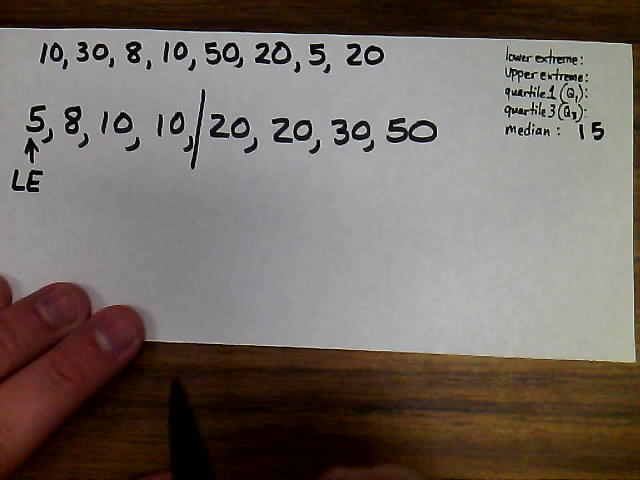 10, 30, 8, 10, 50, 20, 5, 20
lower extreme:
upper extreme:
quartile 1 (Q1):
quartile 3 (Q3):
median: 15
5, 8, 10, 10, 20, 20, 30, 50
LE